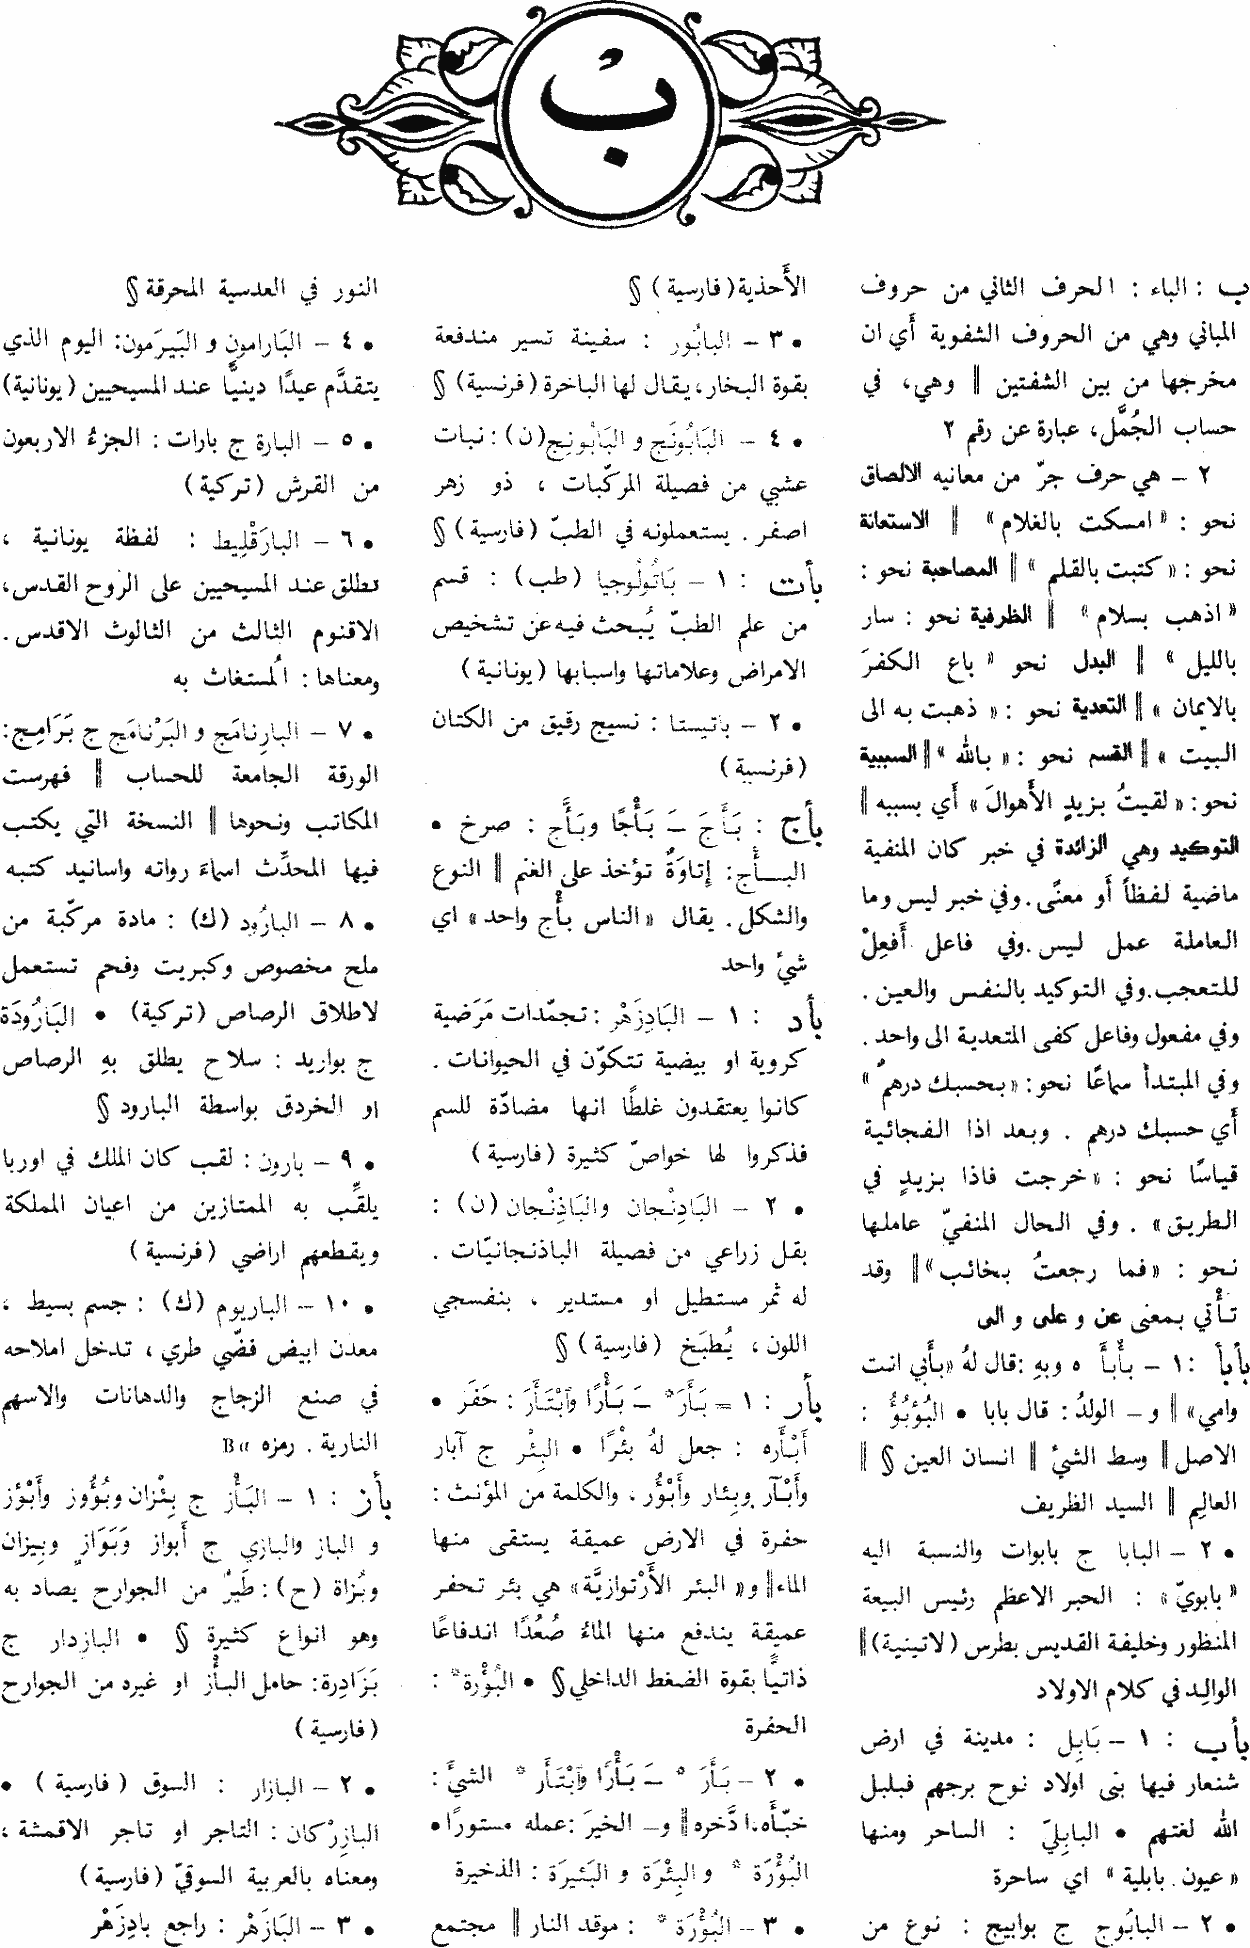 ب
ب : الباء : الحرف الثاني من حروف
المباني وهي من الحروف الشفوية أَي ان
مخرجها من بين الشفتين ‖ وهي، في
حساب الجُمَّل، عبارة عن رقم ٢
٢ – هي حرف جرّ من معانيه الالصاق
نحو : «امسكت بالغلام» ‖ الاستعانة
نحو : «كتبت بالقلم» ‖ المصاحبة نحو :
«اذهب بسلام» ‖ الظرفية نحو : سار
بالليل» ‖ البدل نحو «باع الكفرَ
بالايمان» ‖ التعدية نحو : «ذهبت به الى
البيت» ‖ القسم نحو : «بالله» ‖ السببية
نحو : «لقيتُ بزيدٍ الأَهوالَ» أَي بسببه ‖
التوكيد وهي الزائدة في خبر كان المنفية
ماضية لفظاً أَو معنًى . وفي خبر ليس وما
العاملة عمل ليس . وفي فاعل أَفعِلْ
للتعجب . وفي التوكيد بالنفس والعين .
وفي مفعول وفاعل كفى المتعدية الى واحد .
وفي المبتدأ سماعًا نحو : «بحسبك درهمٌ»
أَي حسبك درهم . وبعد اذا الفجائية
قياسًا نحو : «خرجت فاذا بزيدٍ في
الطريق» . وفي الحال المنفيّ عاملها
نحو : «فما رجعتُ بخائب» ‖ وقد
تأْتي بمعنى عن و على و الى
بأبأ : ١ – بأْبأَ ه وبهِ : قال لهُ «بأَبي انت
وامي» ‖ و – الولدُ : قال بابا • البُؤبُؤُ :
الاصل ‖ وسط الشيءُ ‖ انسان العين § ‖
العالِم ‖ السيد الظريف
• ٢ – البابا ج بابوات والنسبة اليه
«بابويّ» : الحبر الاعظم رئيس البيعة
المنظور وخليفة القديس بطرس (لاتينية) ‖
الوالِد في كلام الاولاد
بأب : ١ – بَابِل : مدينة في ارض
شنعار فيها بنى اولاد نوح برجهم فبلبل
الله لغتهم • البابِليّ : الساحر ومنها
«عيون بابلية» اي ساحرة
• ٢ – البابُوج ج بوابيج : نوع من
الأَحذية (فارسية) §
• ٣ – البابُور : سفينة تسير مندفعة
بقوة البخار، يقال لها الباخرة (فرنسية) §
• ٤ – البَابُونَج و البَابُونِج (ن) : نبات
عشبي من فصيلة المركّبات ، ذو زهر
اصفر . يستعملونه في الطبّ (فارسية) §
بأت : ١ – بَاتُولُوجيا (طب) : قسم
من علم الطبّ يُبحث فيه عن تشخيص
الامراض وعلاماتها واسبابها (يونانية)
• ٢ – باتيستا : نسيج رقيق من الكتان
(فرنسية)
بأج : بَأَجَ ـَ بَأْجًا وبَأَّج : صرخ •
البــأْج : إِتاوَةٌ تؤخذ على الغنم ‖ النوع
والشكل . يقال «الناس بأْج واحد» اي
شيءٌ واحد
بأد : ١ – البَادِزَهْر : تجمّدات مَرَضية
كروية او بيضية تتكوّن في الحيوانات .
كانوا يعتقدون غلطًا انها مضادّة للسم
فذكروا لها خواصّ كثيرة (فارسية)
• ٢ – البَادِنْجان والبَاذِنْجان (ن) :
بقل زراعي من فصيلة الباذنجانيّات .
له ثمر مستطيل او مستدير ، بنفسجي
اللون ، يُطبَخ (فارسية) §
بأر : ١ = بَأَرَ* ـَ بَأْرًا وٱبْتَأَرَ : حَفَر •
أَبْأَره : جعل لهُ بئْرًا • البِئْر ج آبار
وأَبْآر وبِئار وأَبْؤُر ، والكلمة من المؤنث :
حفرة في الارض عميقة يستقى منها
الماء ‖ و «البئر الأَرْتوازيَّة» هي بئر تحفر
عميقة يندفع منها الماءُ صُعُدًا اندفاعًا
ذاتيًا بقوة الضغط الداخلي § • البُؤْرة* :
الحفرة
• ٢ – بَأَرَ* ـَ بَأْرًا وٱبْتَأَر* الشيءَ :
خبَّأَه. ادَّخره ‖ و – الخيرَ : عمله مستورًا •
البُؤْرَة* و البِئْرَة و البَئيرَة : الذخيرة
• ٣ – البُؤْرَة* : موقد النار ‖ مجتمع
النور في العدسية المحرقة §
• ٤ – البَارامون و البَيرَمون : اليوم الذي
يتقدَّم عيدًا دينيًّا عند المسيحيين (يونانية)
• ٥ – البارة ج بارات : الجزءُ الاربعون
من القرش (تركية)
• ٦ – البارَقْلِيط : لفظة يونانية ،
تطلق عند المسيحيين على الروح القدس،
الاقنوم الثالث من الثالوث الاقدس .
ومعناها : المُستغاث به
• ٧ – البارنامَج و البَرْنامَج ج بَرَامِج :
الورقة الجامعة للحساب ‖ فهرست
المكاتب ونحوها ‖ النسخة التي يكتب
فيها المحدِّث اسماءَ رواته واسانيد كتبه
• ٨ – البارُود (ك) : مادة مركّبة من
ملح مخصوص وكبريت وفحم تستعمل
لاطلاق الرصاص (تركية) • البَارُودَة
ج بواريد : سلاح يطلق بهِ الرصاص
او الخردق بواسطة البارود §
• ٩ – بارون : لقب كان الملك في اوربا
يلقِّب به الممتازين من اعيان المملكة
ويقطعهم اراضي (فرنسية)
• ١٠ – الباريوم (ك) : جسم بسيط ،
معدن ابيض فضّي طري ، تدخل املاحه
في صنع الزجاج والدهانات والاسهم
النارية . رمزه Ba
بأز : ١ – البَأْز ج بِئْزان وبُؤُوز وأَبْؤز
و الباز والبازي ج أَبواز وَبَوَازٍ وبِيزان
وبُزاة (ح) : طَيرٌ من الجوارح يصاد به
وهو انواع كثيرة § • البازدار ج
بَزَادِرة : حامل البأْز او غيره من الجوارح
(فارسية)
• ٢ – البازار : السوق (فارسية) •
البازِرْكان : التاجر او تاجر الاقمشة ،
ومعناه بالعربية السوقيّ (فارسية)
• ٣ – البَازَهْر : راجع بادِزَهْر